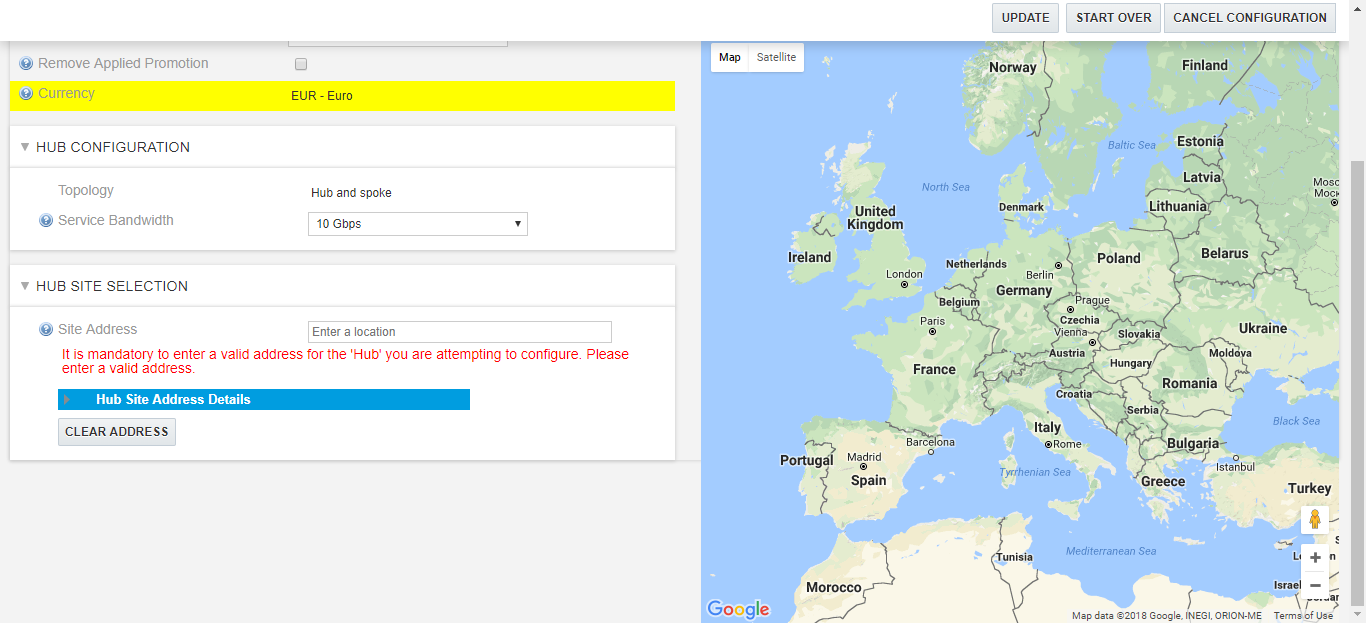 UPDATE
START OVER
CANCEL CONFIGURATION
Remove Applied Promotion
Currency
EUR - Euro
HUB CONFIGURATION
Topology
Hub and spoke
Service Bandwidth
10 Gbps
HUB SITE SELECTION
Site Address
Enter a location
It is mandatory to enter a valid address for the 'Hub' you are attempting to configure. Please
enter a valid address.
Hub Site Address Details
CLEAR ADDRESS
Map
Satellite
Norway
Finland
Baltic Sea
Estonia
North Sea
Latvia
Denmark
Lithuania
United
Kingdom
Ireland
London
Netherlands
Berlin
Poland
Belarus
Germany
Belgium
Prague
Paris
Czechia
Vienna
Slovakia
Ukraine
France
Austria
Hungary
Moldova
Romania
Croatia
Serbia
Italy
Rome
Black Sea
Bulgaria
Barcelona
Portugal
Madrid
Spain
Tyrrhenian Sea
Istanbul
Greece
Turkey
Mediterranean Sea
Tunisia
Morocco
Israel
Google
Map data ©2018 Google, INEGI, ORION-ME
Terms of Use